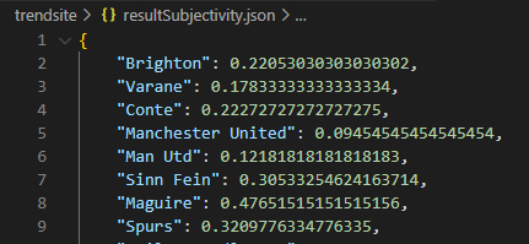 trendsite > {} resultSubjectivity.json > ...
1 {
2 "Brighton": 0.22053030303030302,
3 "Varane": 0.17833333333333334,
4 "Conte": 0.22272727272727275,
5 "Manchester United": 0.09454545454545454,
6 "Man Utd": 0.12181818181818183,
7 "Sinn Fein": 0.30533254624163714,
8 "Maguire": 0.47651515151515156,
9 "Spurs": 0.3209776334776335,